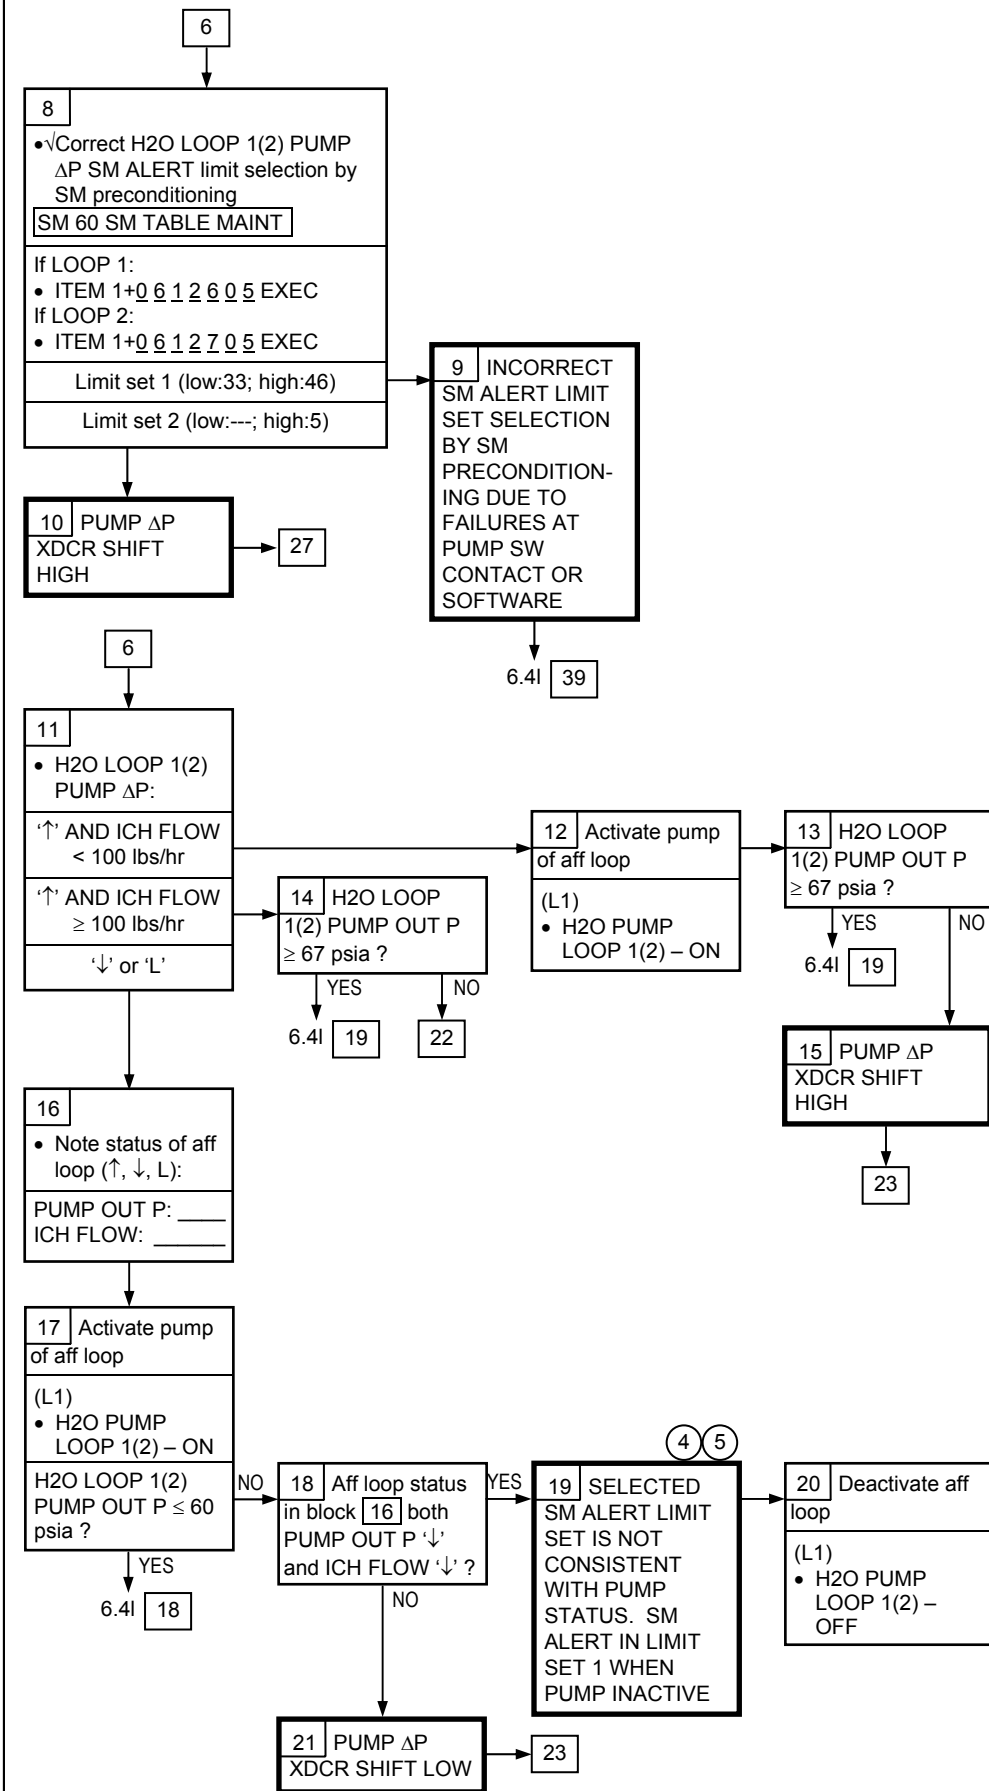 6
8
•√Correct H2O LOOP 1(2) PUMP
∆P SM ALERT limit selection by
SM preconditioning
SM 60 SM TABLE MAINT
If LOOP 1:
• ITEM 1+0 6 1 2 6 0 5 EXEC
If LOOP 2:
• ITEM 1+0 6 1 2 7 0 5 EXEC
Limit set 1 (low:33; high:46)
Limit set 2 (low:---; high:5)
9 INCORRECT
SM ALERT LIMIT
SET SELECTION
BY SM
PRECONDITION-
ING DUE TO
FAILURES AT
PUMP SW
CONTACT OR
SOFTWARE
6.4l 39
10 PUMP ∆P
XDCR SHIFT
HIGH
27
6
11
• H2O LOOP 1(2)
PUMP ∆P:
‘↑’ AND ICH FLOW
< 100 lbs/hr
‘↑’ AND ICH FLOW
≥ 100 lbs/hr
‘↓’ or ‘L’
12 Activate pump
of aff loop
(L1)
• H2O PUMP
LOOP 1(2) – ON
13 H2O LOOP
1(2) PUMP OUT P
≥ 67 psia ?
YES
NO
6.4l 19
14 H2O LOOP
1(2) PUMP OUT P
≥ 67 psia ?
YES
NO
6.4l 19
22
15 PUMP ∆P
XDCR SHIFT
HIGH
23
16
• Note status of aff
loop (↑, ↓, L):
PUMP OUT P: ____
ICH FLOW: ______
17 Activate pump
of aff loop
(L1)
• H2O PUMP
LOOP 1(2) – ON
H2O LOOP 1(2)
PUMP OUT P ≤ 60
psia ?
NO
YES
6.4l 18
18 Aff loop status
in block 16 both
PUMP OUT P ‘↓’
and ICH FLOW ‘↓’ ?
YES
NO
4 5
19 SELECTED
SM ALERT LIMIT
SET IS NOT
CONSISTENT
WITH PUMP
STATUS. SM
ALERT IN LIMIT
SET 1 WHEN
PUMP INACTIVE
20 Deactivate aff
loop
(L1)
• H2O PUMP
LOOP 1(2) –
OFF
21 PUMP ∆P
XDCR SHIFT LOW
23